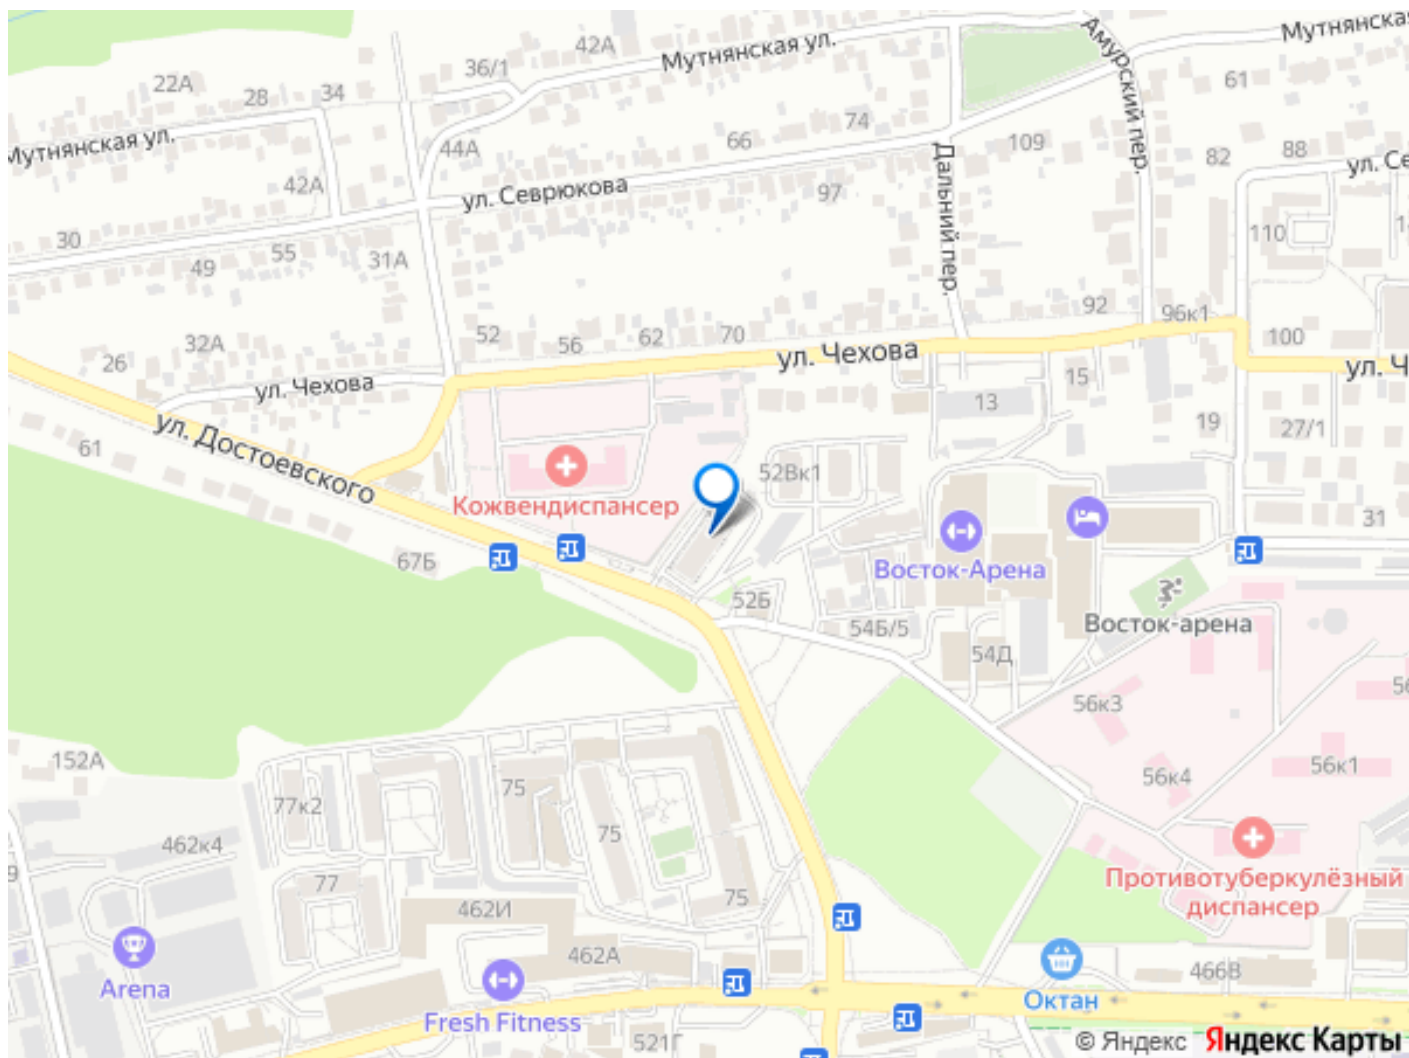 Мутнянская
Амурский пер.
42А
Мутнянская ул.
36/1
61
22А
28
34
Мутнянская ул.
44А
66
74
109
82
88
ул. Се
42А
ул. Севрюкова
97
Дальний пер.
30
55
31А
49
110
52
56
62
70
92
96к1
100
ул. Чехова
ул. Ч
26
32А
ул. Чехова
15
13
19
27/1
ул. Достоевского
61
Кожвендиспансер
52Вк1
31
67Б
Восток-Арена
52Б
54Б/5
Восток-арена
54Д
56к3
56
152А
56к4
56к1
77к2
75
75
462к4
77
75
Противотуберкулёзный
диспансер
462И
462А
466В
Arena
Fresh Fitness
Октан
521Г
© Яндекс Яндекс Карты